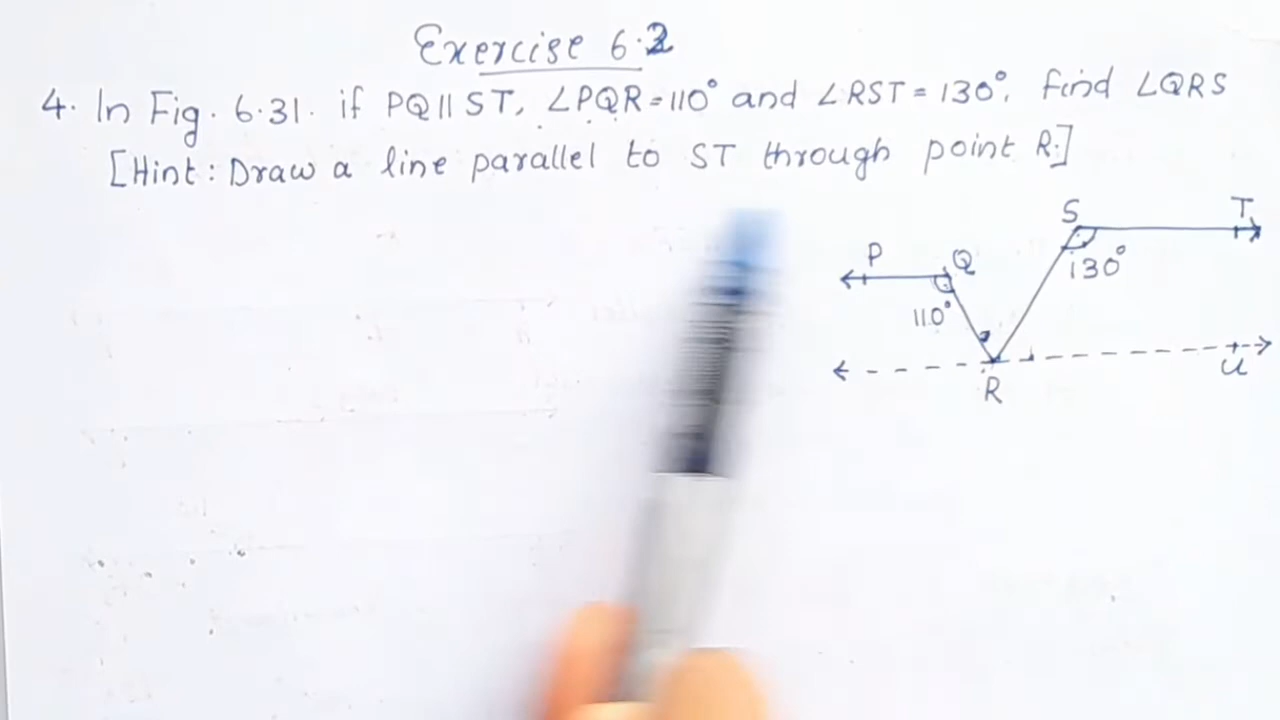 Exercise 6.2
4. In Fig. 6.31. if PQ || ST, ∠PQR = 110° and ∠RST = 130°, find ∠QRS
[Hint : Draw a line parallel to ST through point R.]
S T
P Q 130°
110°
R U